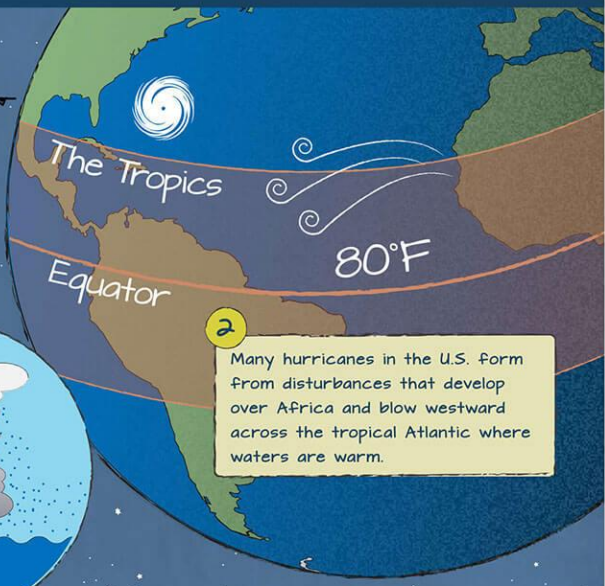 The Tropics
80°F
Equator
2
Many hurricanes in the U.S. form
from disturbances that develop
over Africa and blow westward
across the tropical Atlantic where
waters are warm.